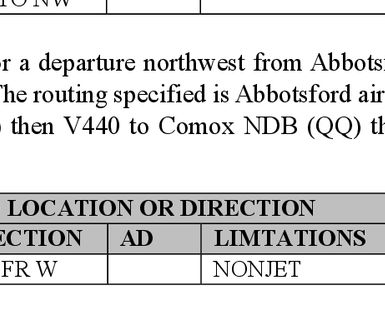 TO NW
or a departure northwest from Abbots
The routing specified is Abbotsford air
) then V440 to Comox NDB (QQ) th
LOCATION OR DIRECTION
ECTION AD LIMTATIONS
FR W NONJET